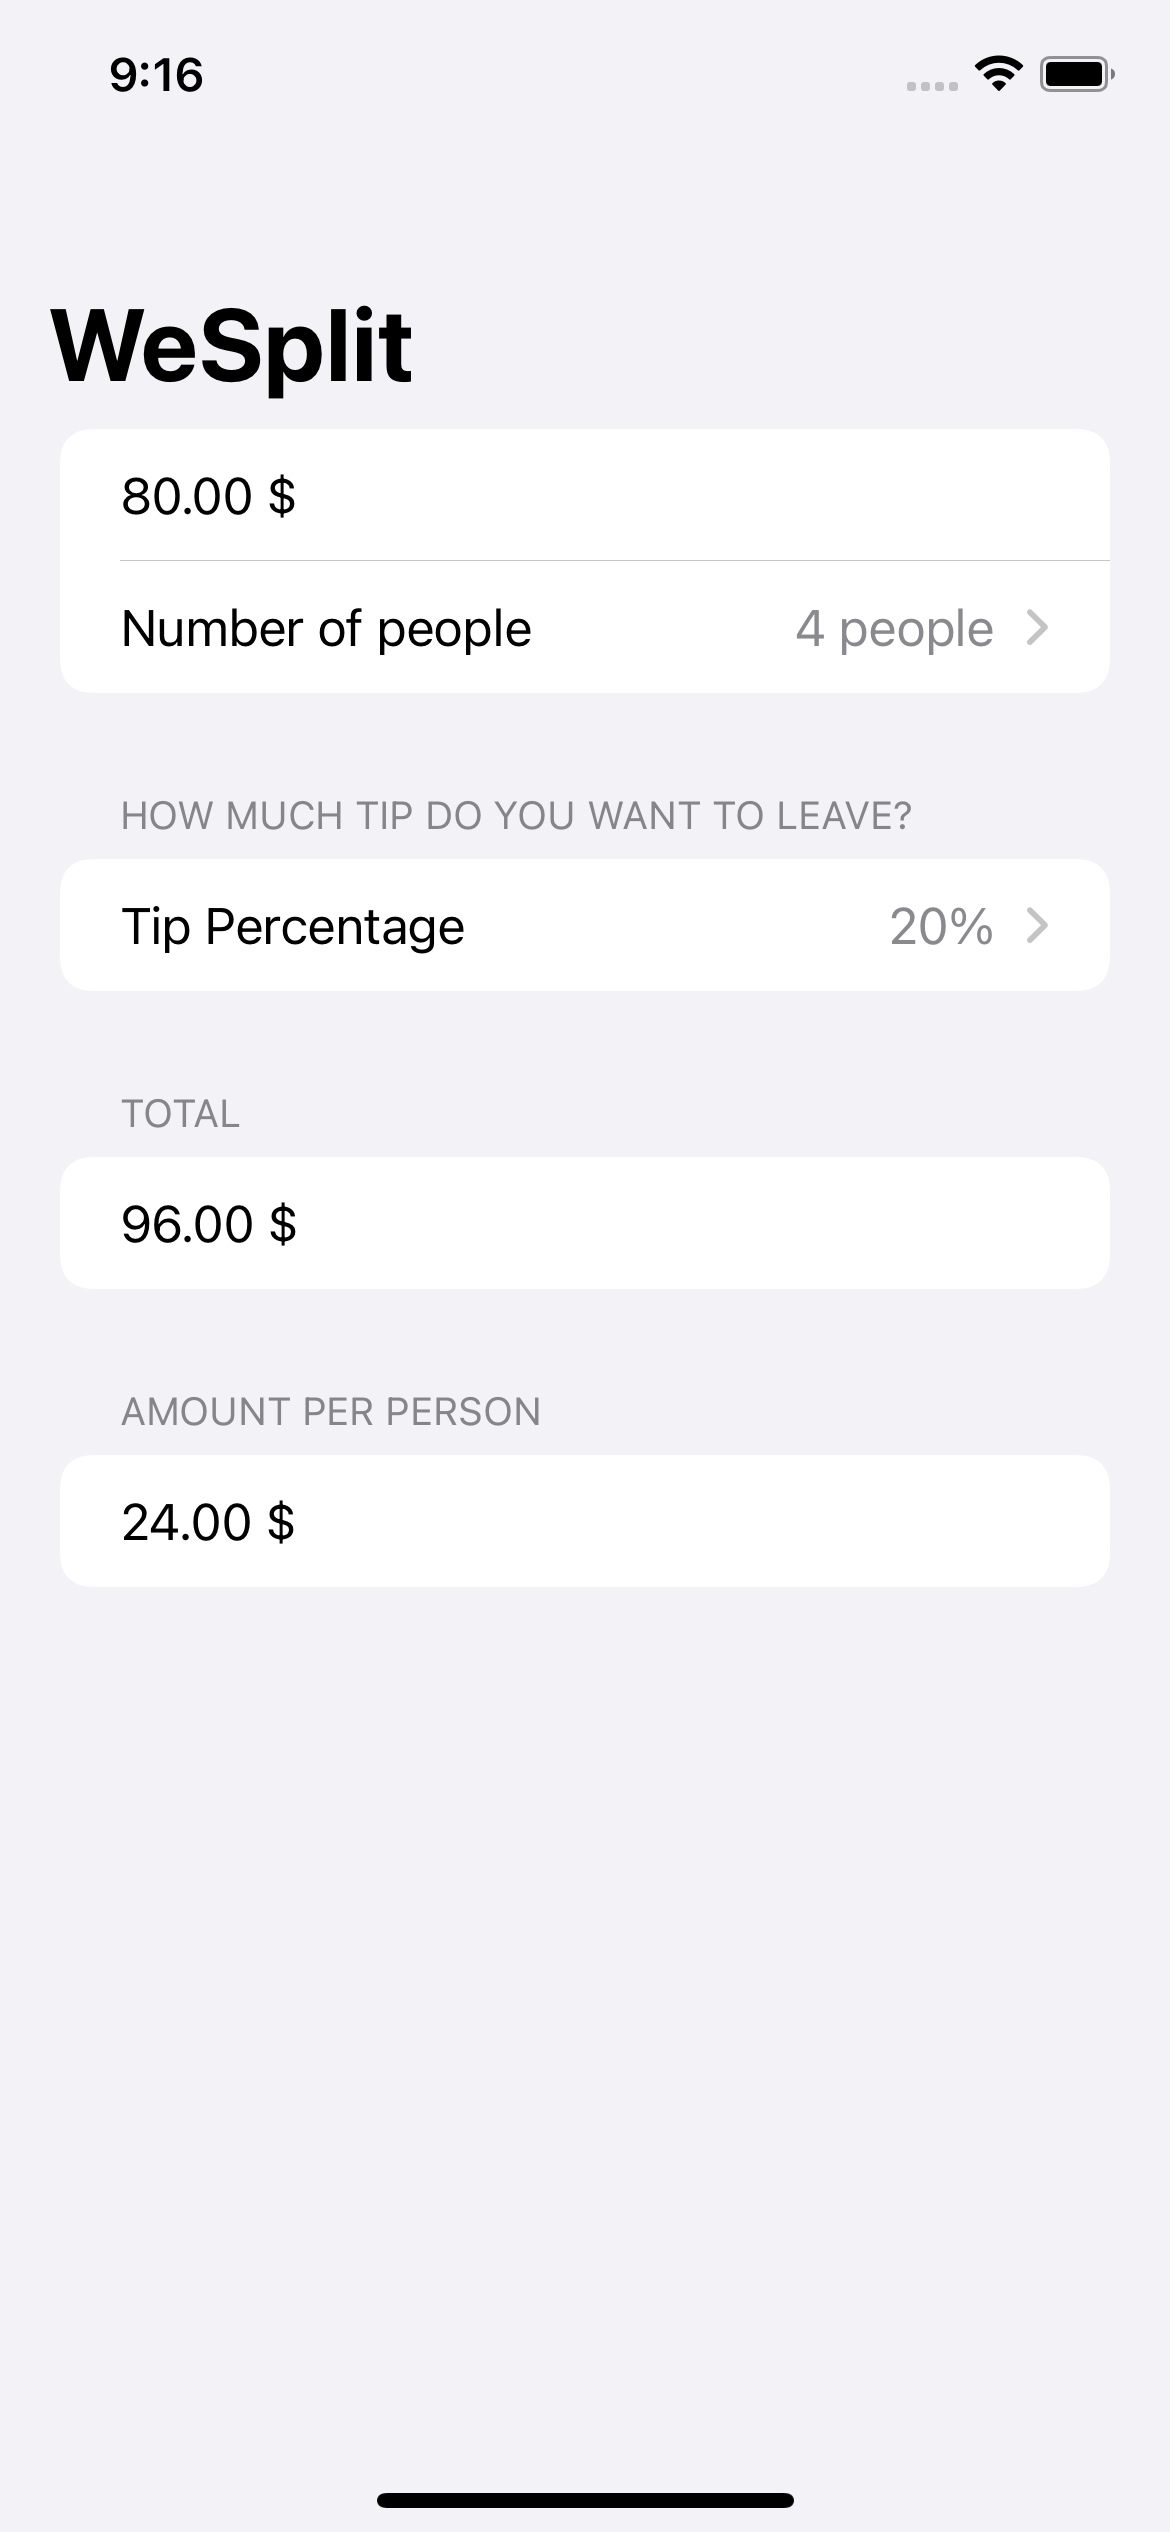 9:16
WeSplit
80.00 $
Number of people 4 people
HOW MUCH TIP DO YOU WANT TO LEAVE?
Tip Percentage 20%
TOTAL
96.00 $
AMOUNT PER PERSON
24.00 $